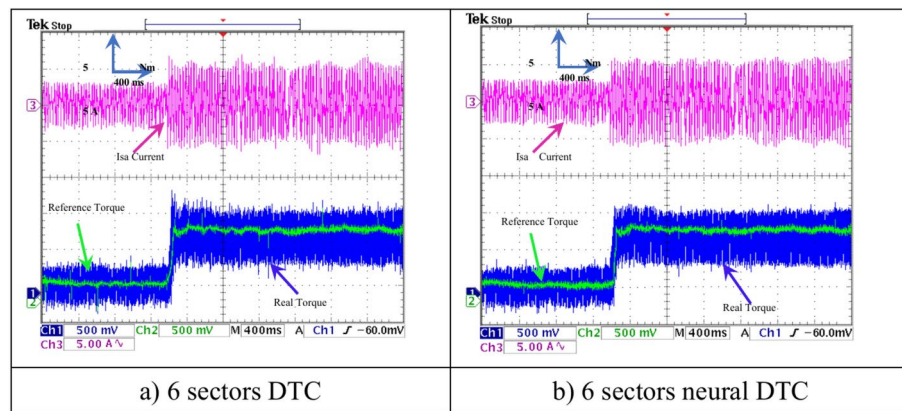 Tek Stop
5 Nm
400 ms
3
5 A
Isa Current
Reference Torque
1
2
Real Torque
Ch1 500 mV Ch2 500 mV M 400ms A Ch1 ƒ −60.0mV
Ch3 5.00 A∿
a) 6 sectors DTC
Tek Stop
5 Nm
400 ms
3
5 A
Isa Current
Reference Torque
1
2
Real Torque
Ch1 500 mV Ch2 500 mV M 400ms A Ch1 ƒ −60.0mV
Ch3 5.00 A∿
b) 6 sectors neural DTC